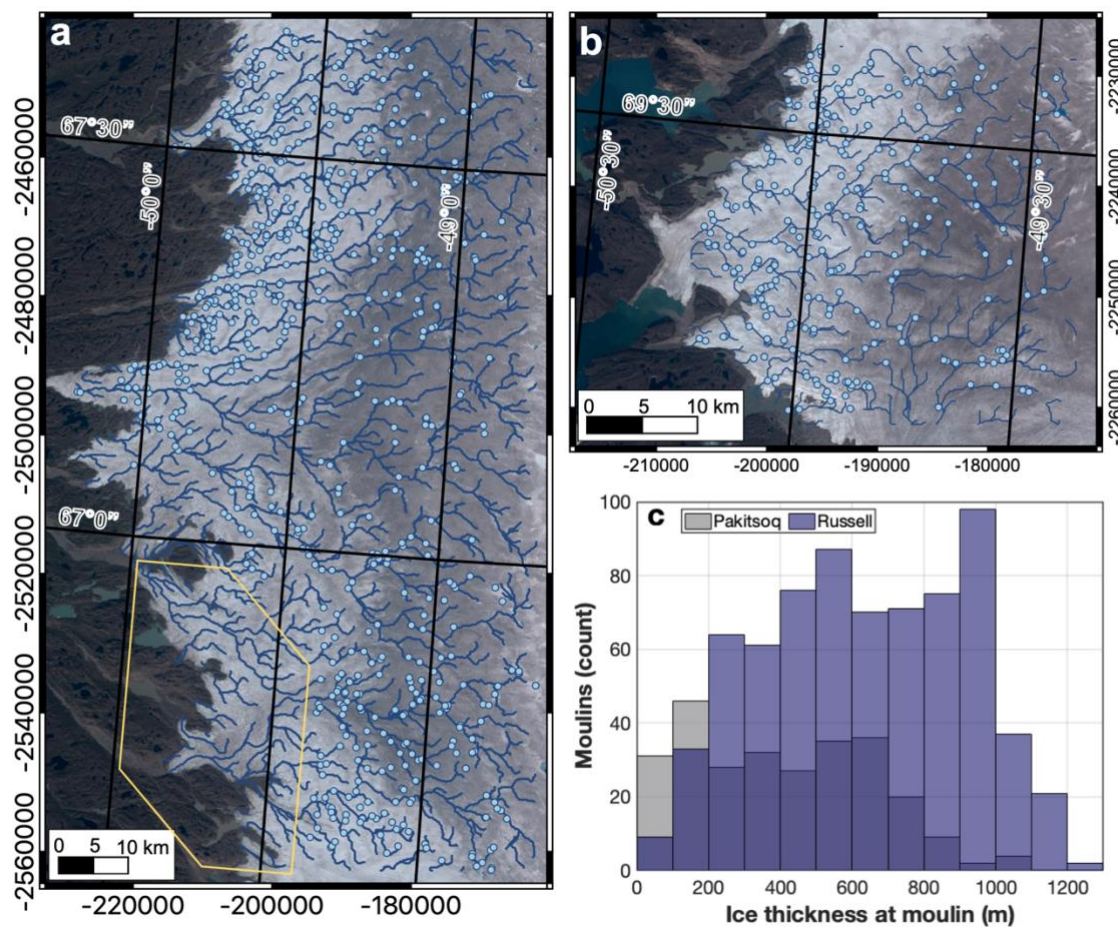 a
67°30"
-50°0"
-49°0"
67°0"
-2460000
-2480000
-2500000
-2520000
-2540000
-2560000
0 5 10 km
-220000 -200000 -180000
b
69°30"
-50°30"
-49°30"
-2230000
-2240000
-2250000
-2260000
0 5 10 km
-210000 -200000 -190000 -180000
c
Pakitsoq Russell
100
80
60
40
20
0
Moulins (count)
0 200 400 600 800 1000 1200
Ice thickness at moulin (m)